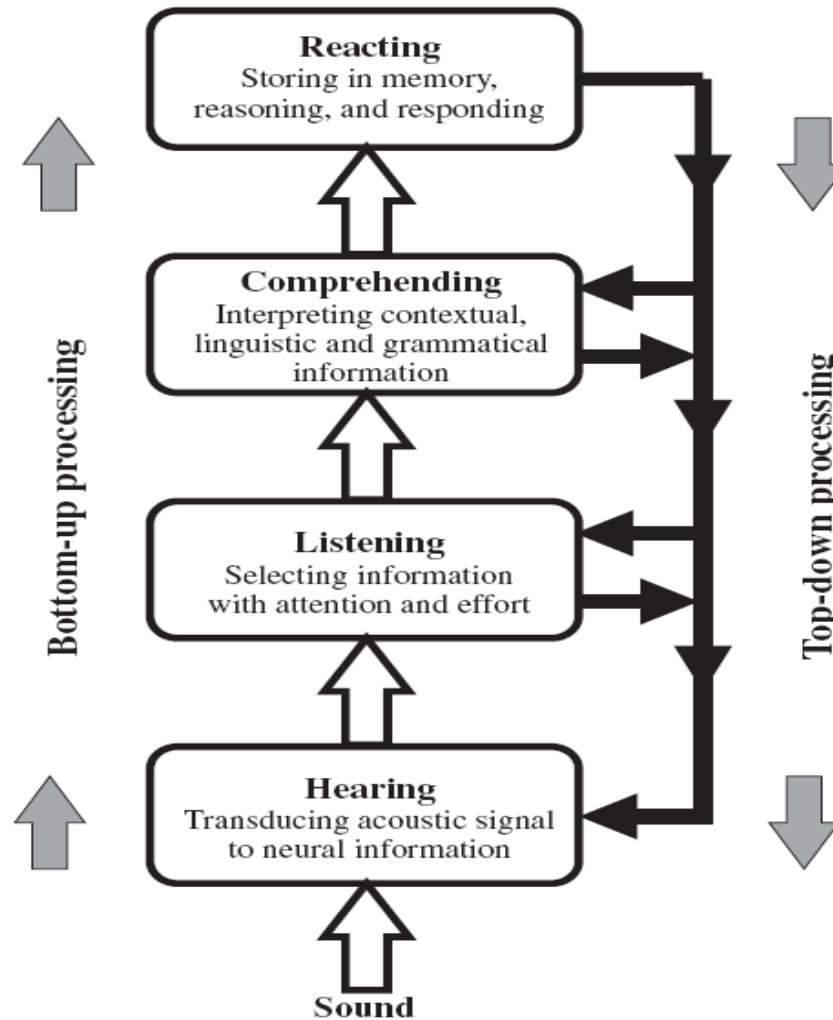 Reacting
Storing in memory,
reasoning, and responding
Comprehending
Interpreting contextual,
linguistic and grammatical
information
Bottom-up processing
Top-down processing
Listening
Selecting information
with attention and effort
Hearing
Transducing acoustic signal
to neural information
Sound